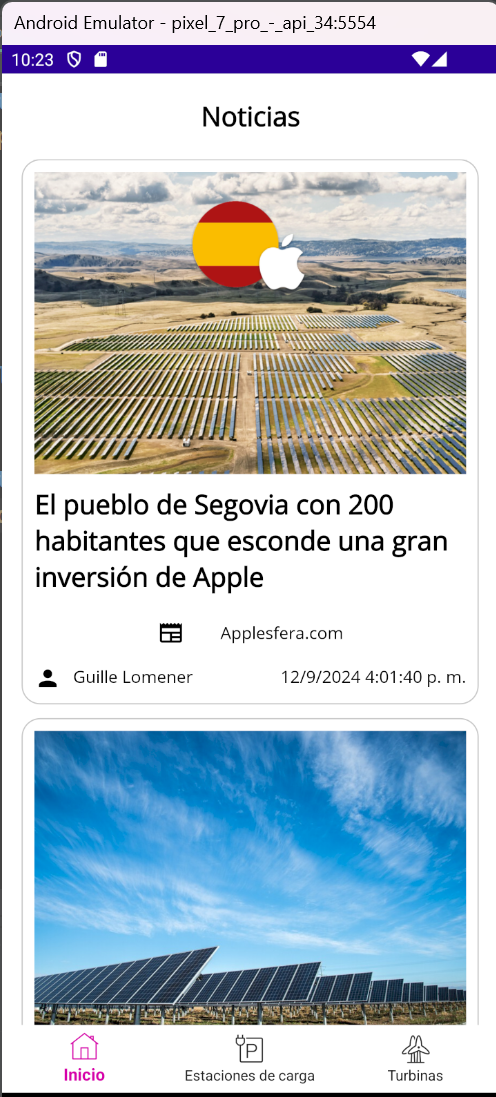 Android Emulator - pixel_7_pro_-_api_34:5554
10:23
Noticias
El pueblo de Segovia con 200
habitantes que esconde una gran
inversión de Apple
Applesfera.com
Guille Lomener 12/9/2024 4:01:40 p. m.
P
Inicio Estaciones de carga Turbinas